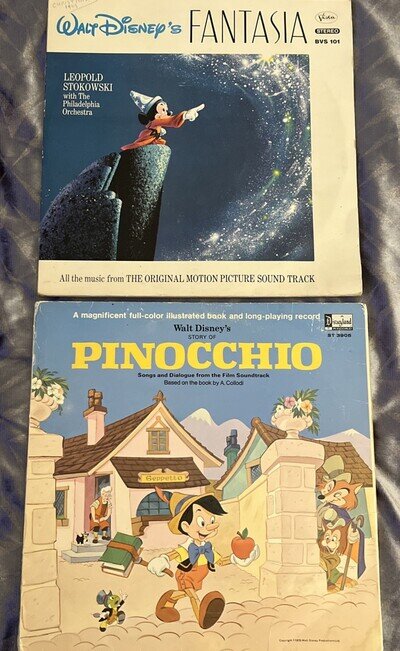 WALT DISNEY'S FANTASIA
Vista
STEREO
BVS 101
LEOPOLD
STOKOWSKI
with The
Philadelphia
Orchestra
All the music from THE ORIGINAL MOTION PICTURE SOUND TRACK
A magnificent full-color illustrated book and long-playing record
Disneyland
ST 3905
Walt Disney's
STORY OF
PINOCCHIO
Songs and Dialogue from the Film Soundtrack
Based on the book by A. Collodi
Geppetto